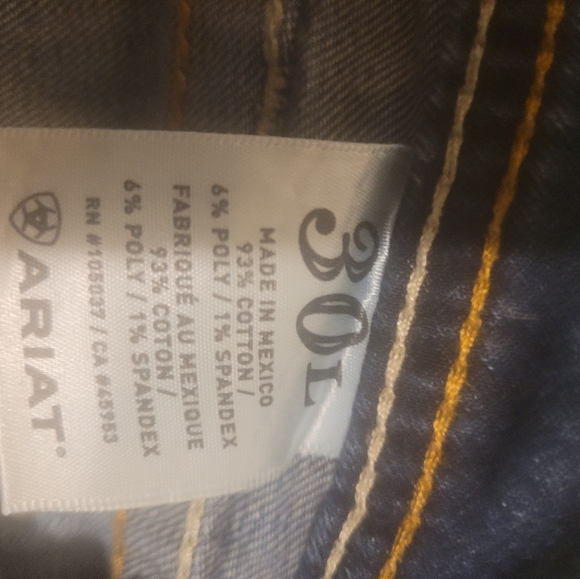 30L
MADE IN MEXICO
93% COTTON /
6% POLY / 1% SPANDEX
FABRIQUÉ AU MEXIQUE
93% COTON /
6% POLY / 1% SPANDEX
RN #105037 / CA #46953
ARIAT®